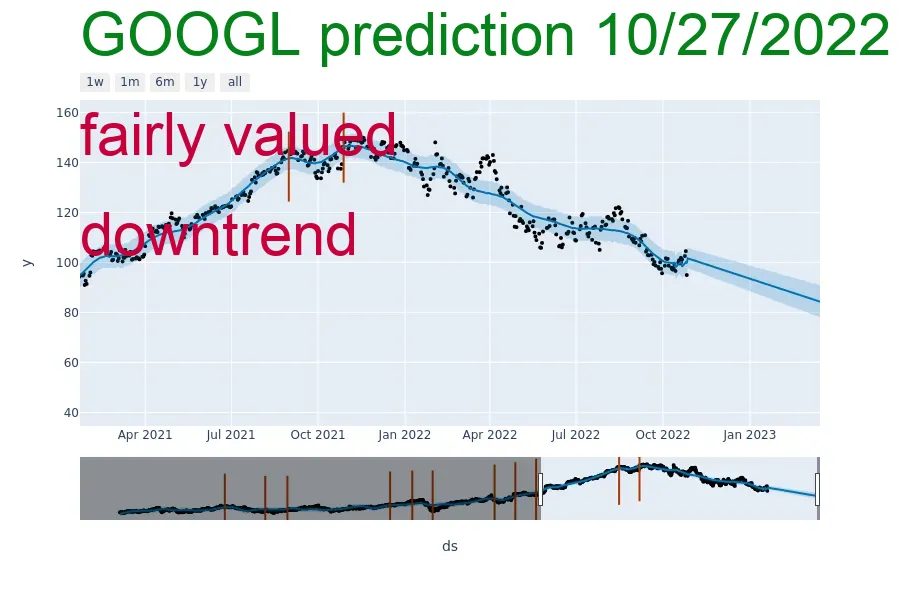 GOOGL prediction 10/27/2022
1w 1m 6m 1y all
fairly valued
downtrend
160
140
120
100
80
60
40
y
Apr 2021 Jul 2021 Oct 2021 Jan 2022 Apr 2022 Jul 2022 Oct 2022 Jan 2023
ds